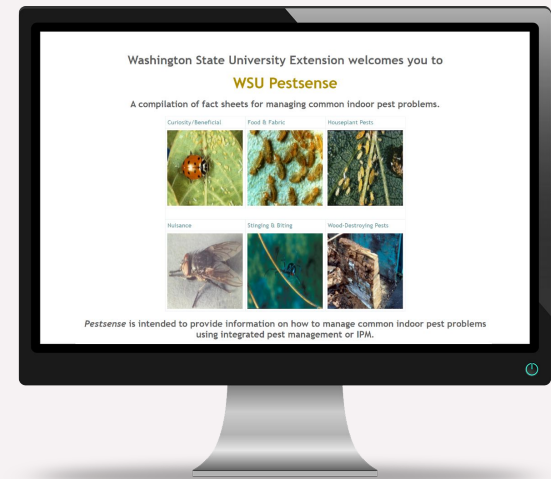 Washington State University Extension welcomes you to
WSU Pestsense
A compilation of fact sheets for managing common indoor pest problems.
Curiosity/Beneficial
Food & Fabric
Houseplant Pests
Nuisance
Stinging & Biting
Wood-Destroying Pests
Pestsense is intended to provide information on how to manage common indoor pest problems
using integrated pest management or IPM.